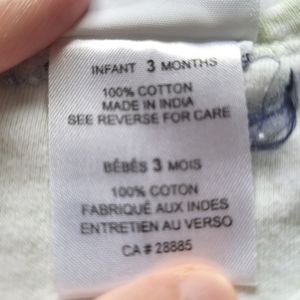 INFANT 3 MONTHS
100% COTTON
MADE IN INDIA
SEE REVERSE FOR CARE
BÉBÉS 3 MOIS
100% COTON
FABRIQUÉ AUX INDES
ENTRETIEN AU VERSO
CA # 28885